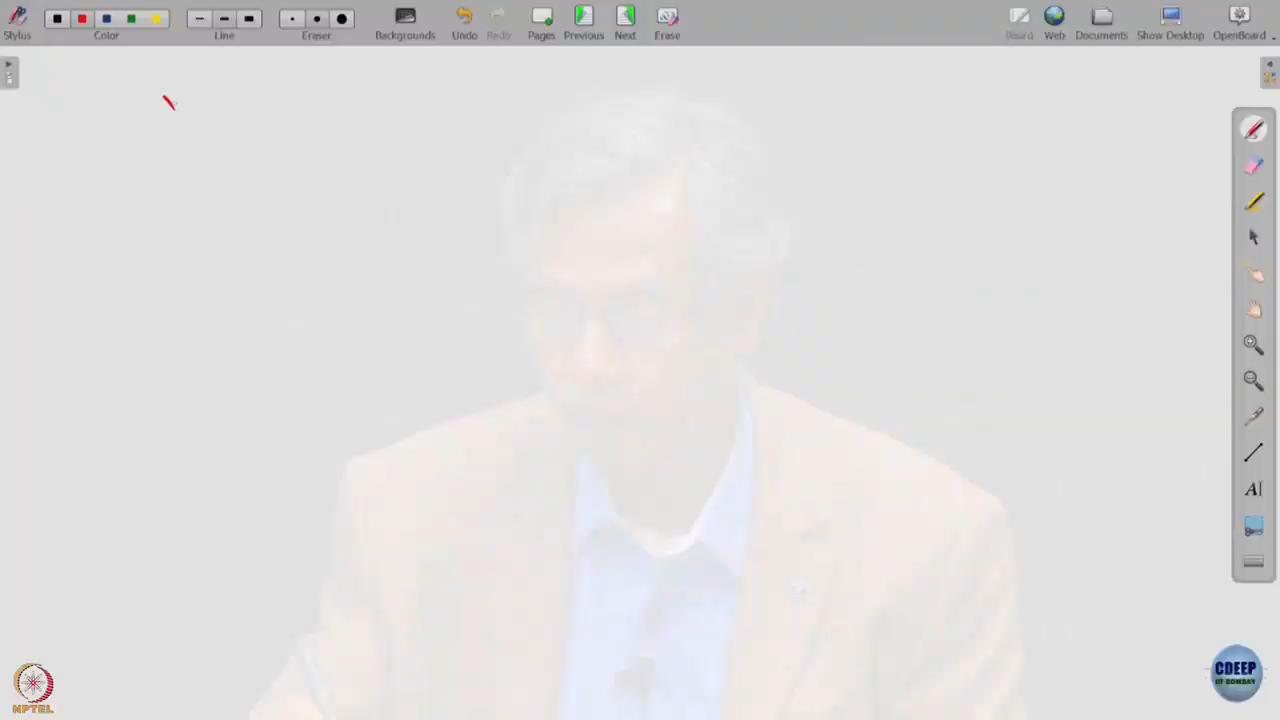 Stylus Color Line Eraser Backgrounds Undo Redo Pages Previous Next Erase Board Web Documents Show Desktop OpenBoard
AI
NPTEL
CDEEP
IIT BOMBAY